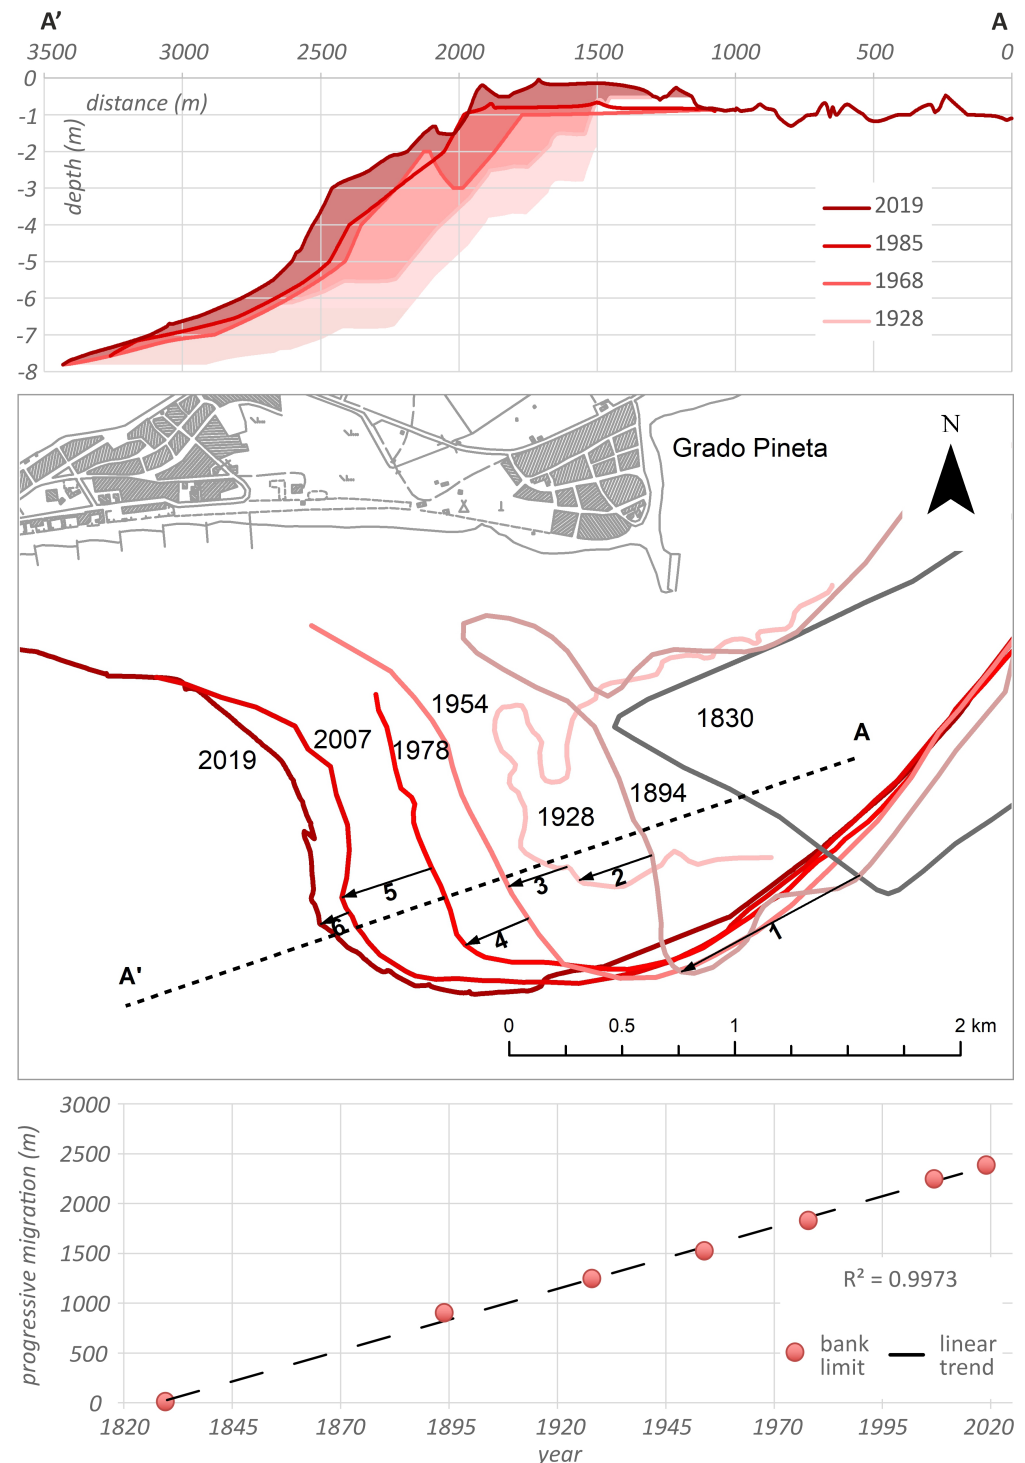 A’ A
3500 3000 2500 2000 1500 1000 500 0
0
distance (m)
-1
-2
-3
-4
-5
-6
-7
-8
depth (m)
2019
1985
1968
1928
Grado Pineta
N
1954
1830
2007
1978
2019
A
1894
1928
5
3
2
6
4
1
A'
0 0.5 1 2 km
3000
2500
2000
1500
1000
500
0
progressive migration (m)
R² = 0.9973
bank limit
linear trend
1820 1845 1870 1895 1920 1945 1970 1995 2020
year